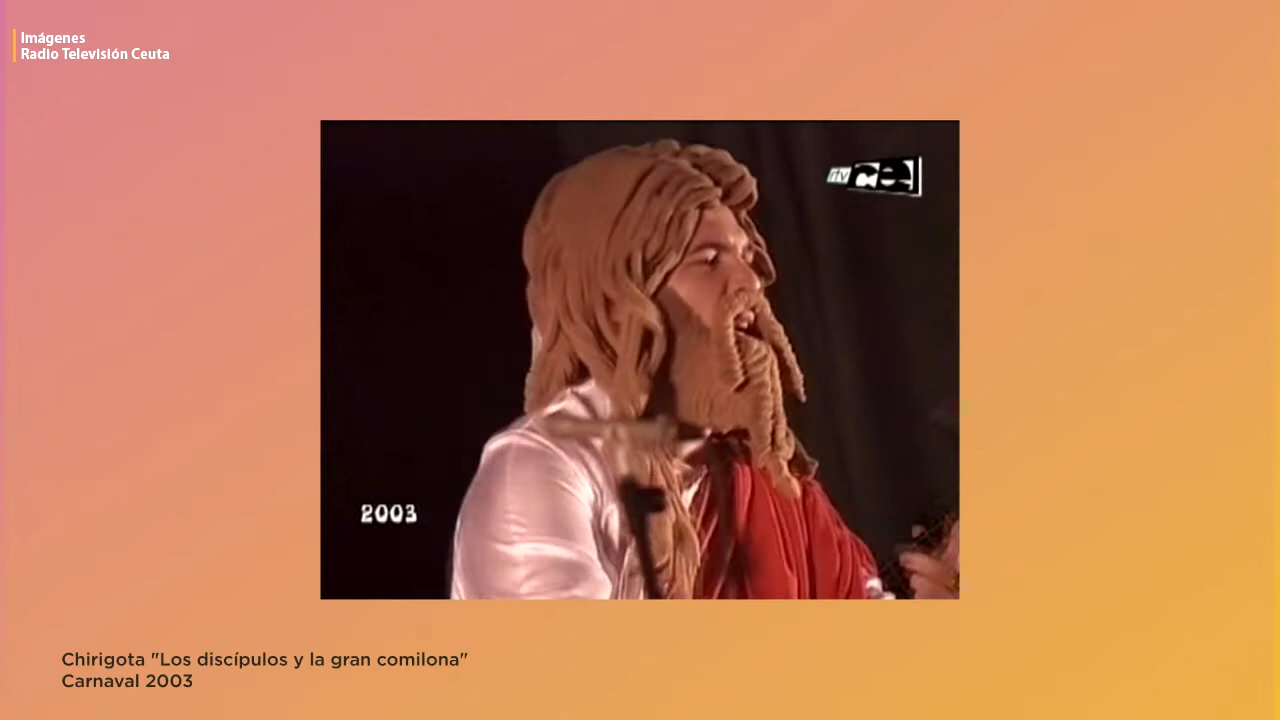 Imágenes
Radio Televisión Ceuta
rtv ce
2003
Chirigota "Los discípulos y la gran comilona"
Carnaval 2003